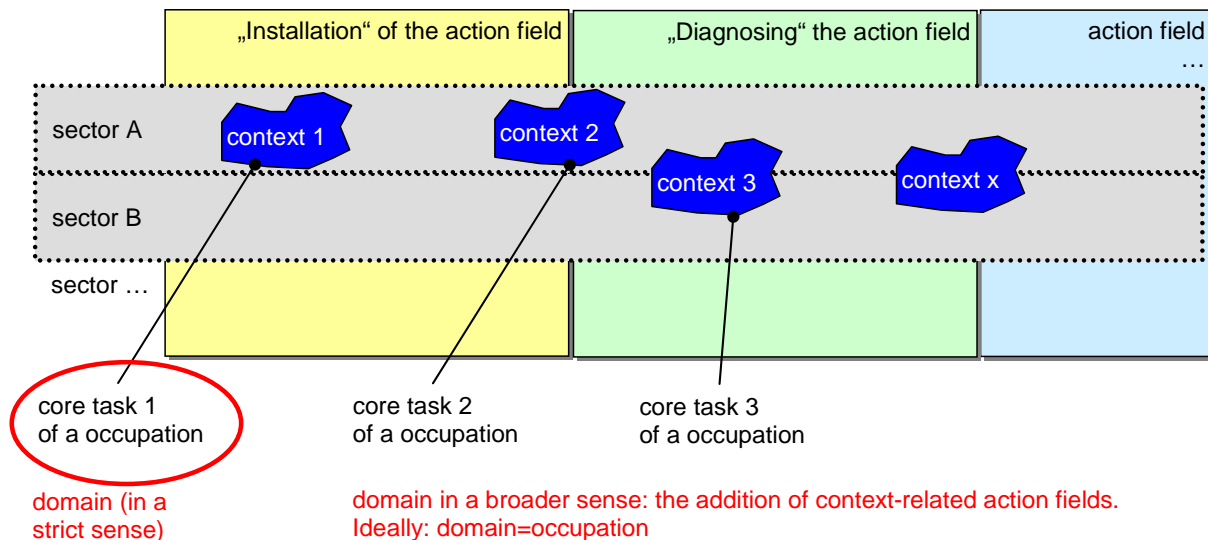 „Installation“ of the action field
„Diagnosing“ the action field
action field
…
sector A
context 1
context 2
context 3
context x
sector B
sector …
core task 1
of a occupation
core task 2
of a occupation
core task 3
of a occupation
domain (in a
strict sense)
domain in a broader sense: the addition of context-related action fields.
Ideally: domain=occupation